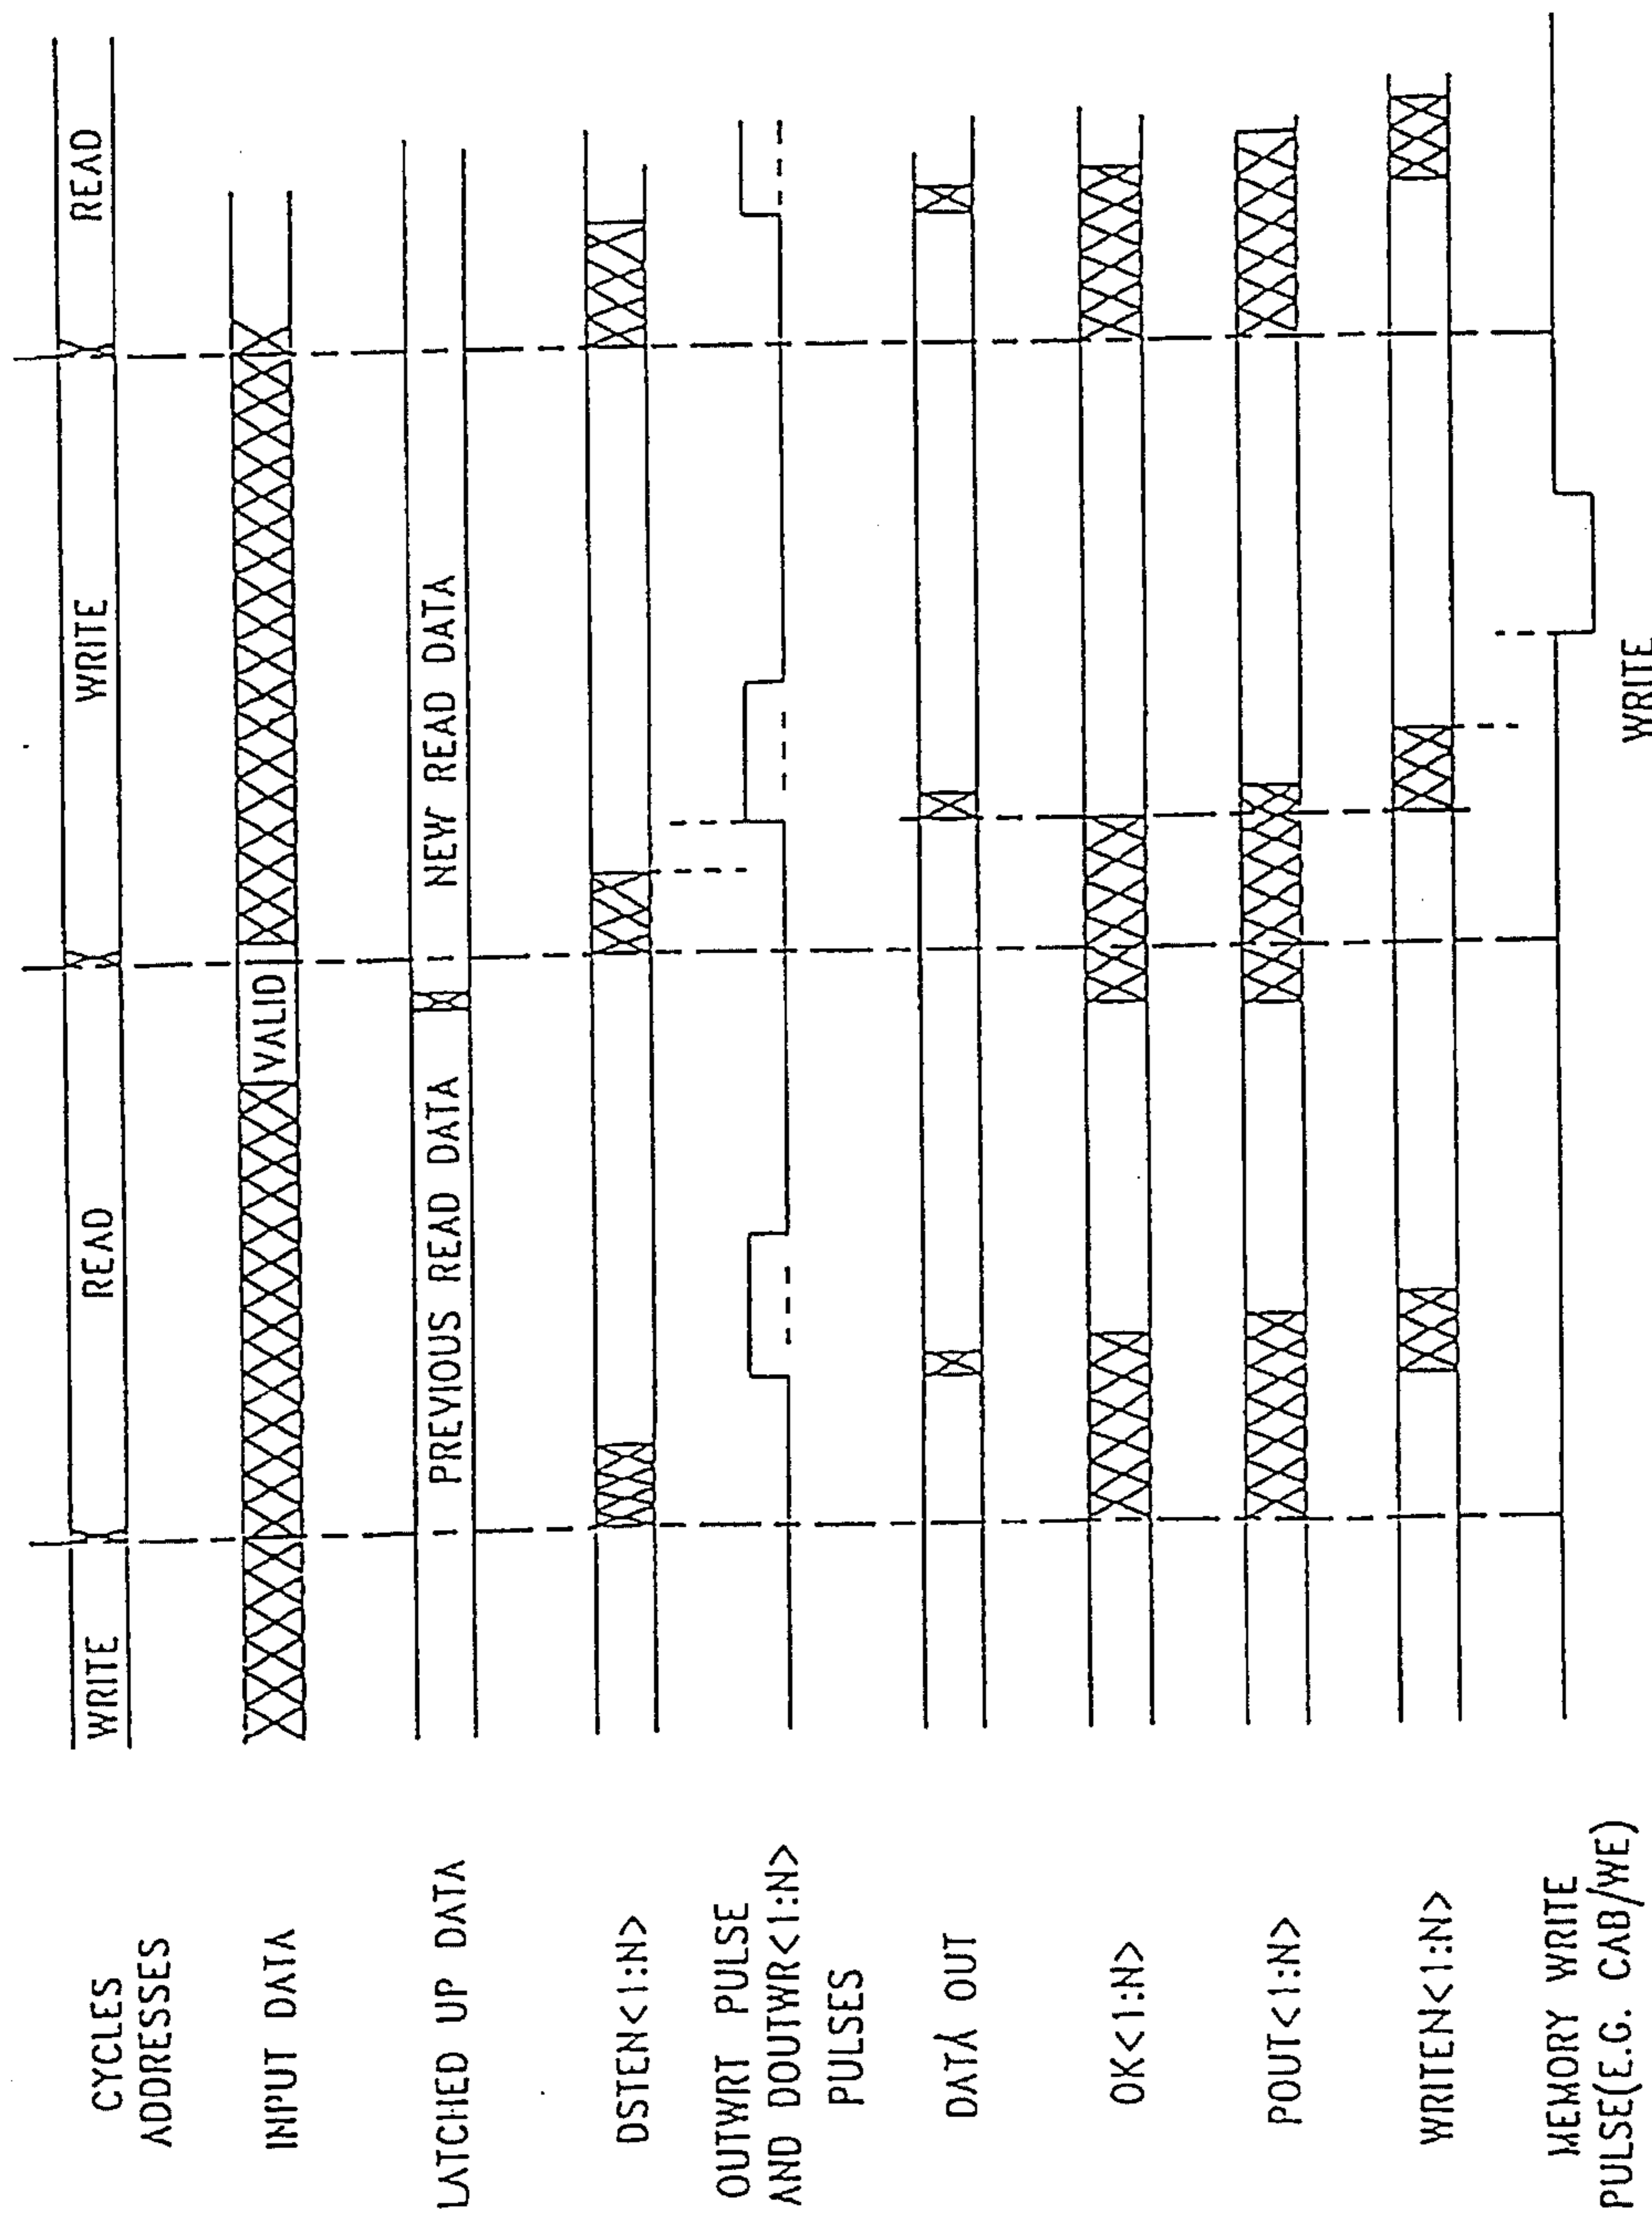 CYCLES
ADDRESSES
WRITE
READ
WRITE
READ
INPUT DATA
VALID
LATCHED UP DATA
PREVIOUS READ DATA
NEW READ DATA
DSTEN<1:N>
OUTWRT PULSE
AND DOUTWR<1:N>
PULSES
DATA OUT
OK<1:N>
POUT<1:N>
WRITEN<1:N>
MEMORY WRITE
PULSE(E.G. CAB/WE)
WRITE